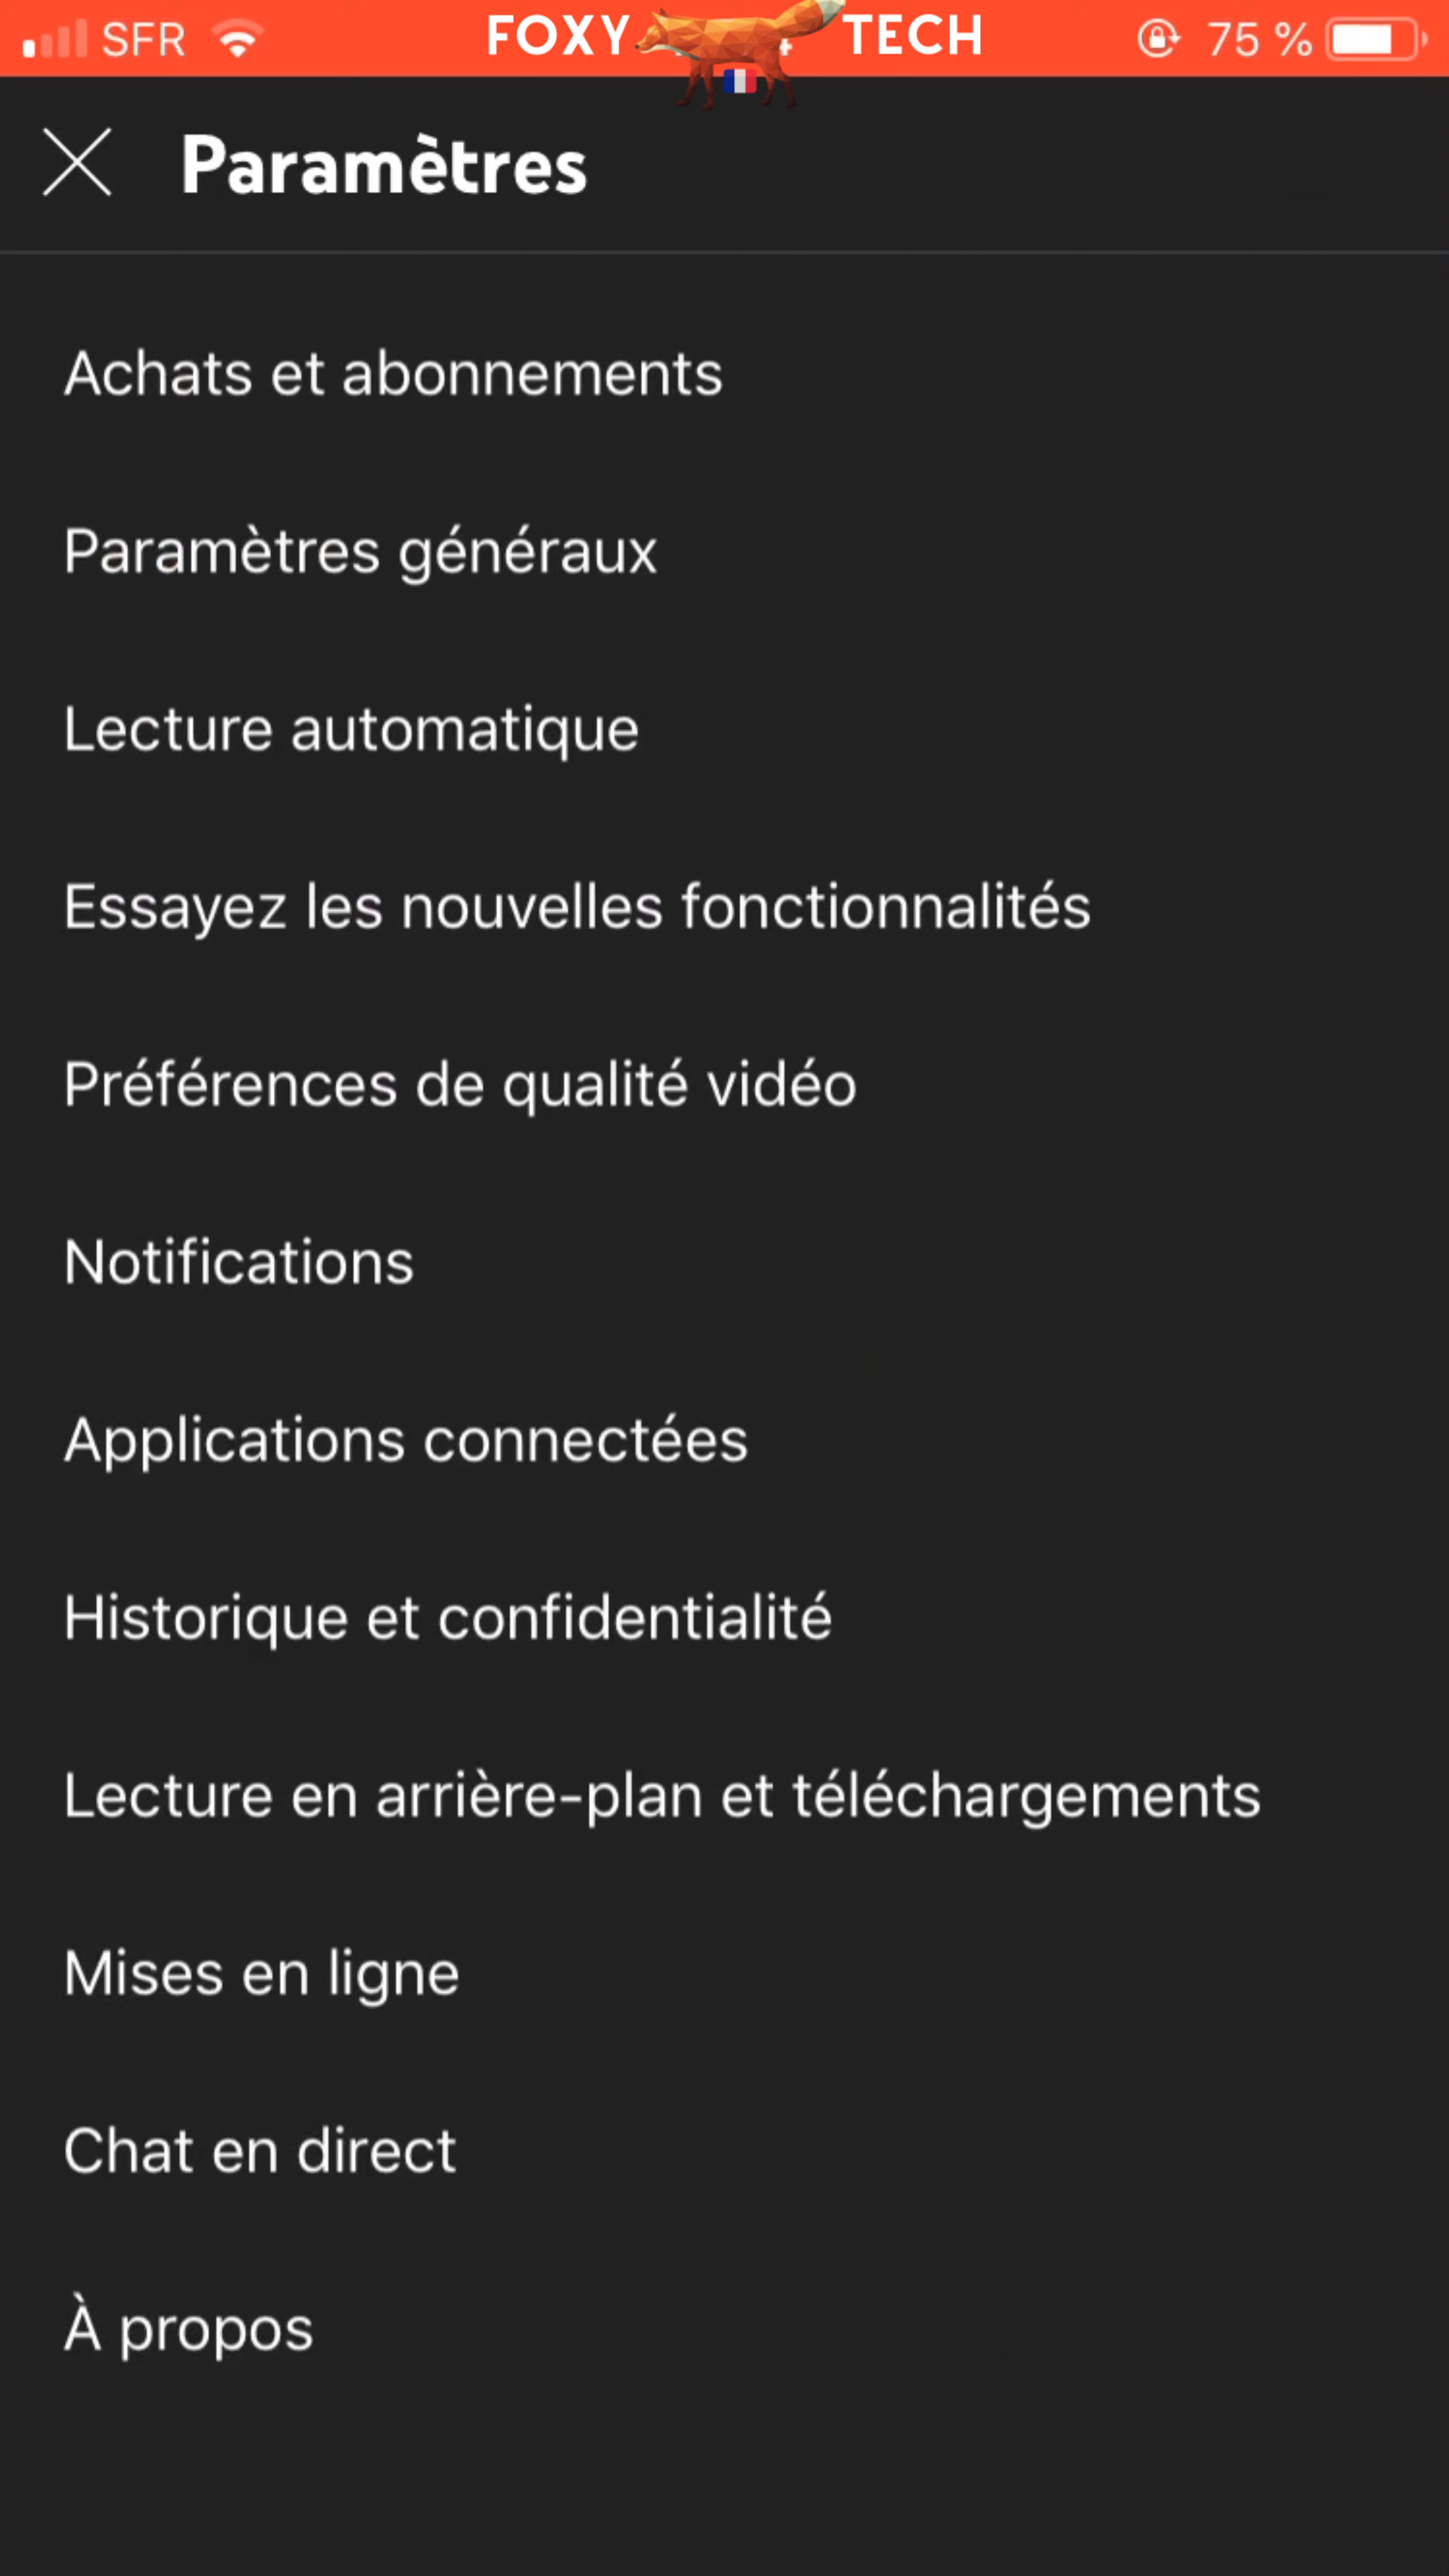 SFR
FOXY TECH
75 %
Paramètres
Achats et abonnements
Paramètres généraux
Lecture automatique
Essayez les nouvelles fonctionnalités
Préférences de qualité vidéo
Notifications
Applications connectées
Historique et confidentialité
Lecture en arrière-plan et téléchargements
Mises en ligne
Chat en direct
À propos